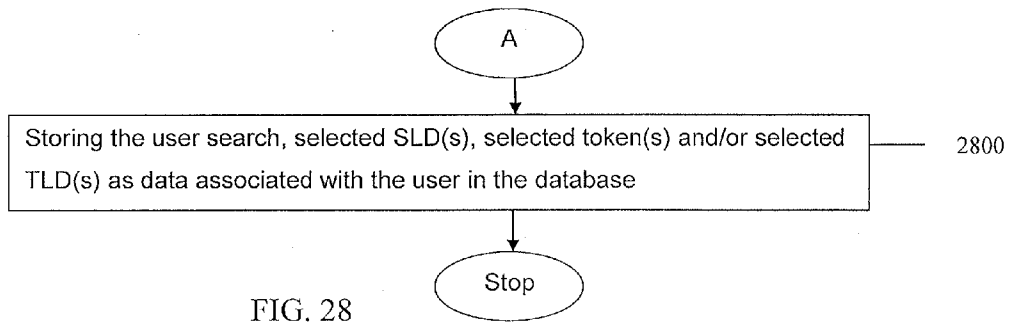 A
Storing the user search, selected SLD(s), selected token(s) and/or selected
TLD(s) as data associated with the user in the database
2800
Stop
FIG. 28